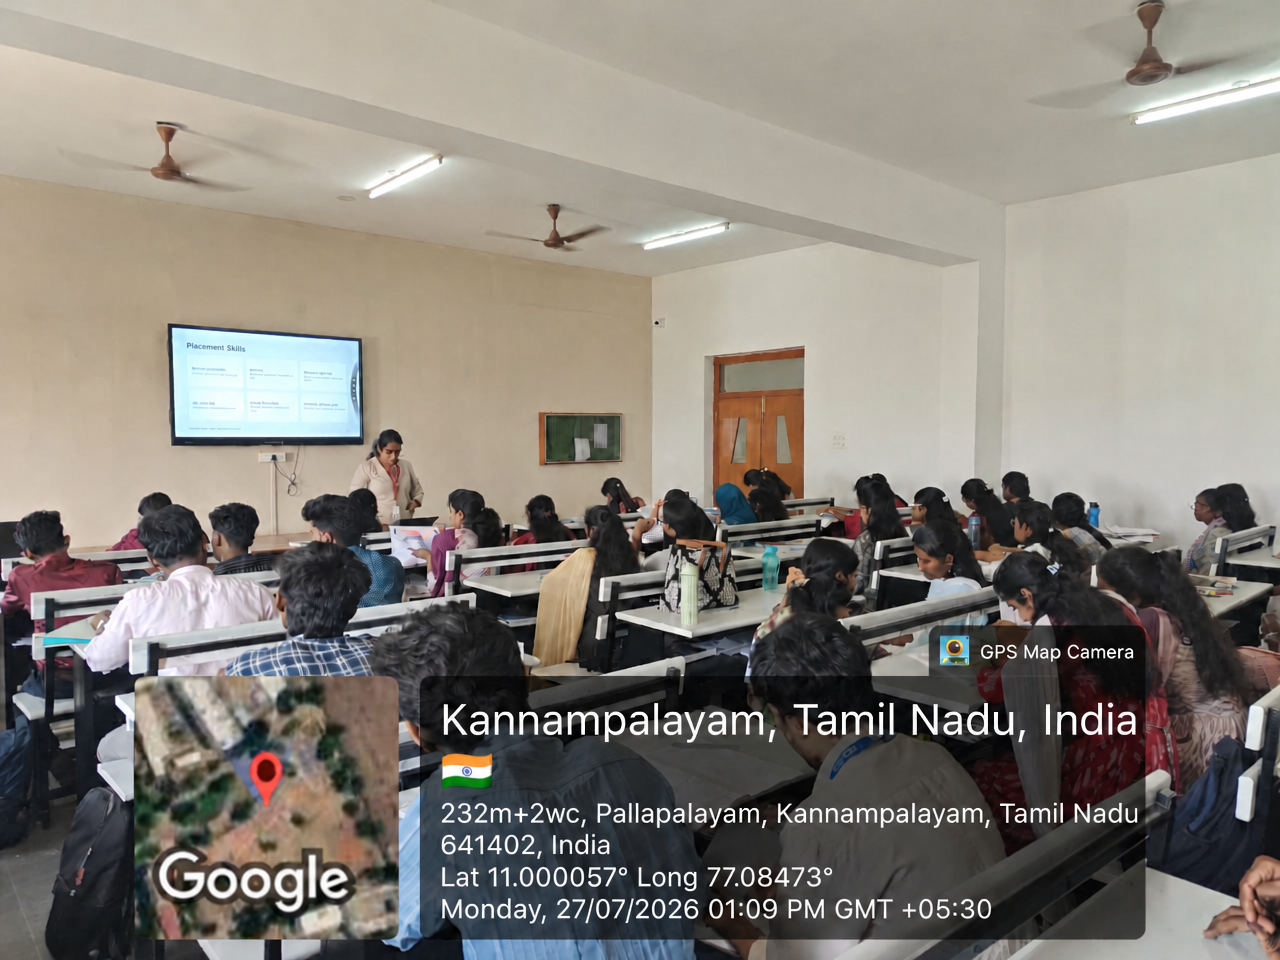 Placement Skills
GPS Map Camera
Kannampalayam, Tamil Nadu, India
232m+2wc, Pallapalayam, Kannampalayam, Tamil Nadu
641402, India
Lat 11.000057° Long 77.08473°
Monday, 27/07/2026 01:09 PM GMT +05:30
Google